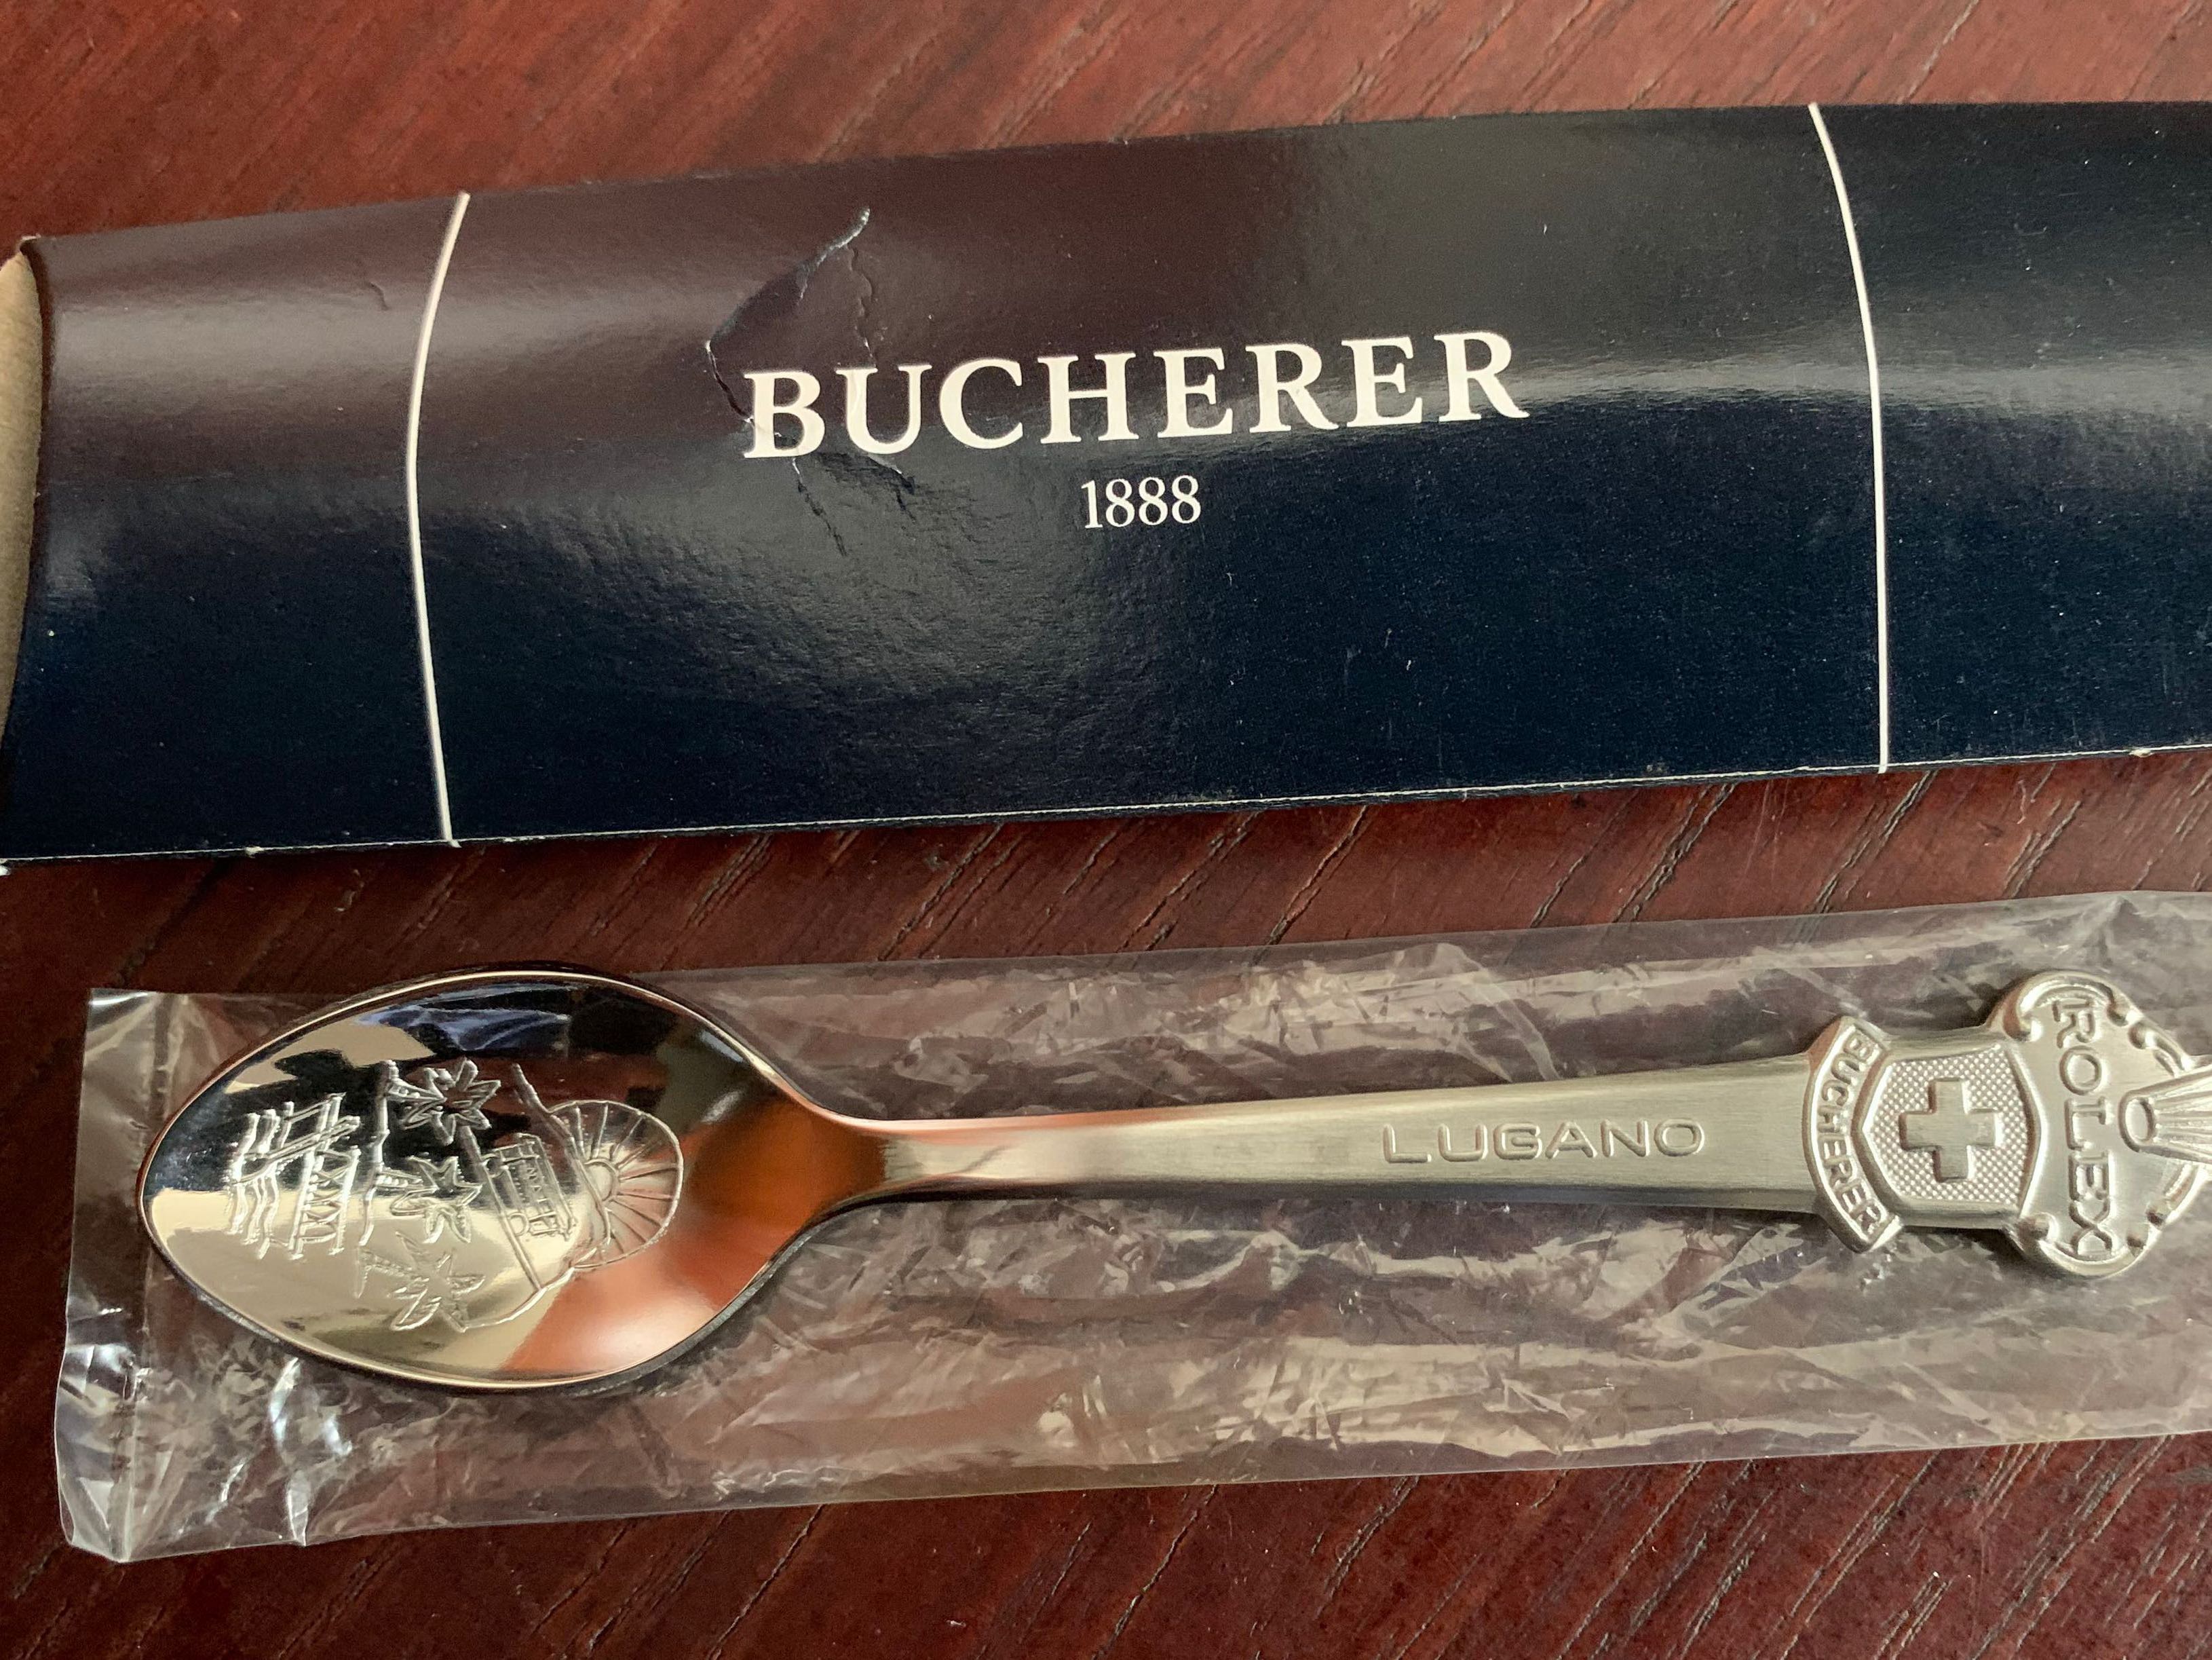 BUCHERER
1888
LUGANO
BUCHERER
ROLEX